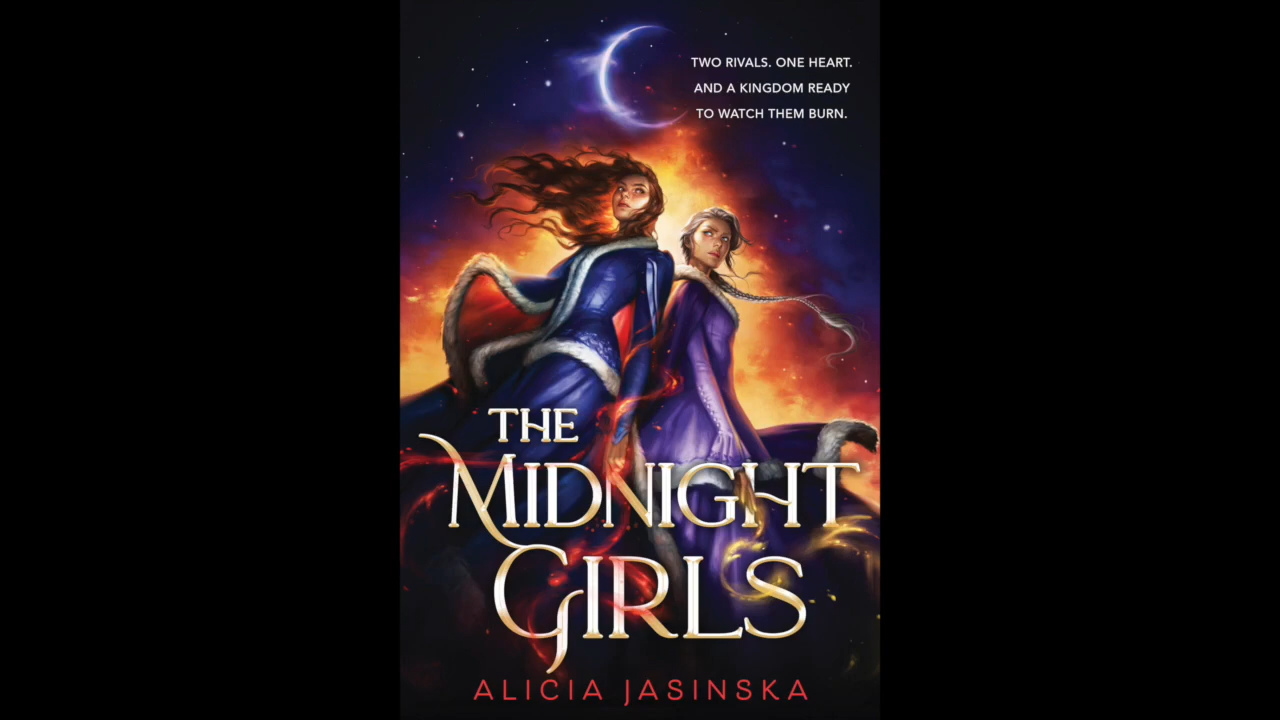 TWO RIVALS. ONE HEART.
AND A KINGDOM READY
TO WATCH THEM BURN.
THE
MIDNIGHT
GIRLS
ALICIA JASINSKA